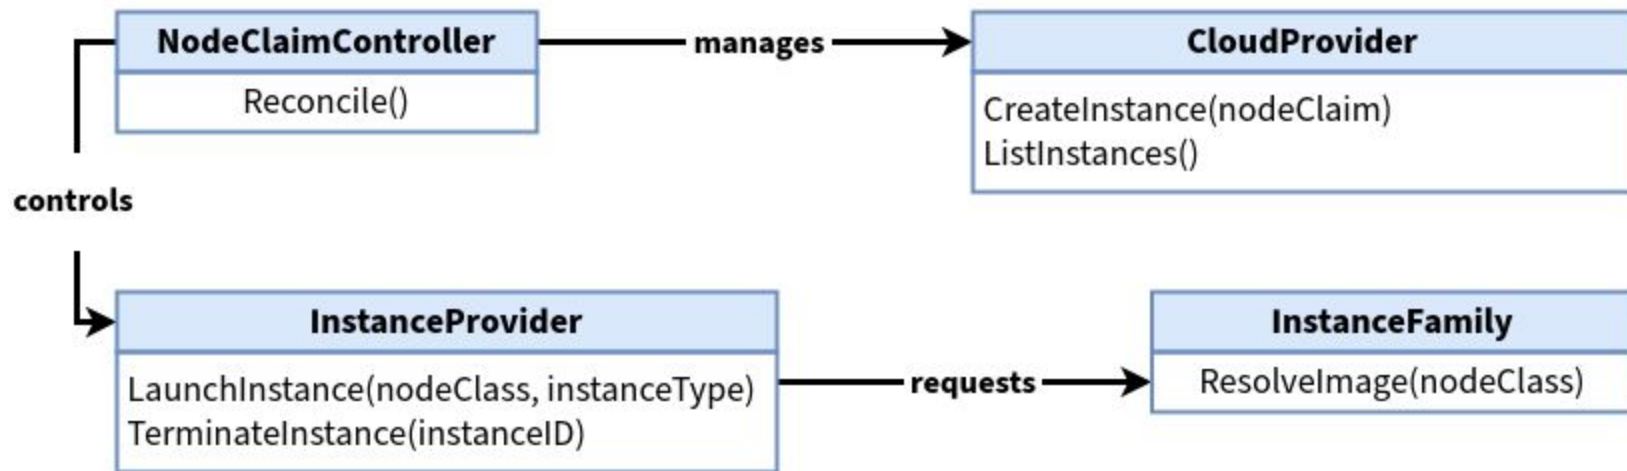 NodeClaimController
Reconcile()
manages
CloudProvider
CreateInstance(nodeClaim)
ListInstances()
controls
InstanceProvider
LaunchInstance(nodeClass, instanceType)
TerminateInstance(instanceID)
requests
InstanceFamily
ResolveImage(nodeClass)